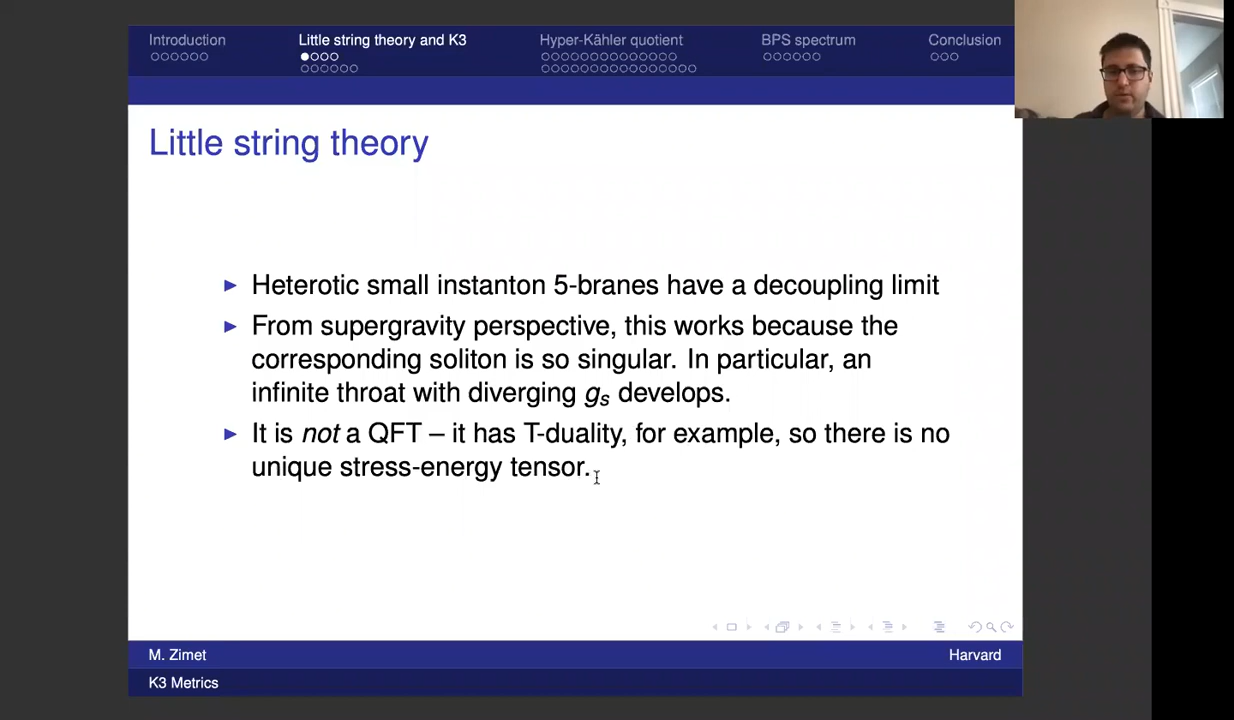 Introduction
Little string theory and K3
Hyper-Kähler quotient
BPS spectrum
Conclusion
Little string theory
Heterotic small instanton 5-branes have a decoupling limit
From supergravity perspective, this works because the
corresponding soliton is so singular. In particular, an
infinite throat with diverging gs develops.
It is not a QFT – it has T-duality, for example, so there is no
unique stress-energy tensor.
M. Zimet
Harvard
K3 Metrics